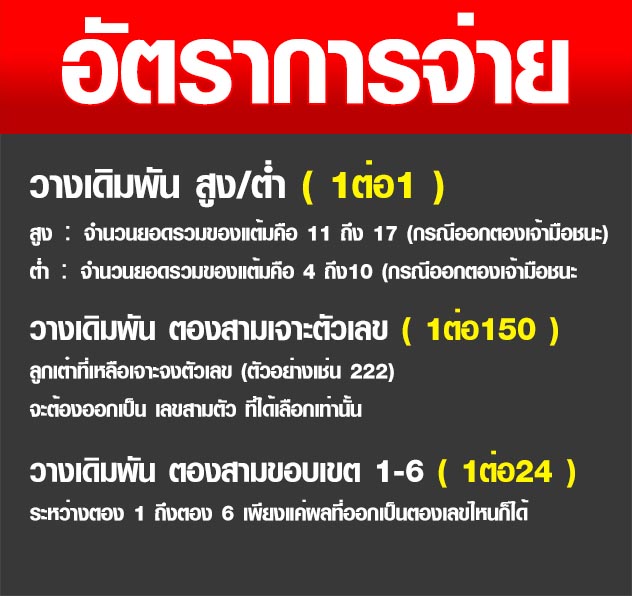 อัตราการจ่าย
วางเดิมพัน สูง/ต่ำ ( 1ต่อ1 )
สูง : จำนวนยอดรวมของแต้มคือ 11 ถึง 17 (กรณีออกตองเจ้ามือชนะ)
ต่ำ : จำนวนยอดรวมของแต้มคือ 4 ถึง10 (กรณีออกตองเจ้ามือชนะ
วางเดิมพัน ตองสามเจาะตัวเลข ( 1ต่อ150 )
ลูกเต๋าที่เหลือเจาะจงตัวเลข (ตัวอย่างเช่น 222)
จะต้องออกเป็น เลขสามตัว ที่ได้เลือกเท่านั้น
วางเดิมพัน ตองสามขอบเขต 1-6 ( 1ต่อ24 )
ระหว่างตอง 1 ถึงตอง 6 เพียงแค่ผลที่ออกเป็นตองเลขไหนก็ได้